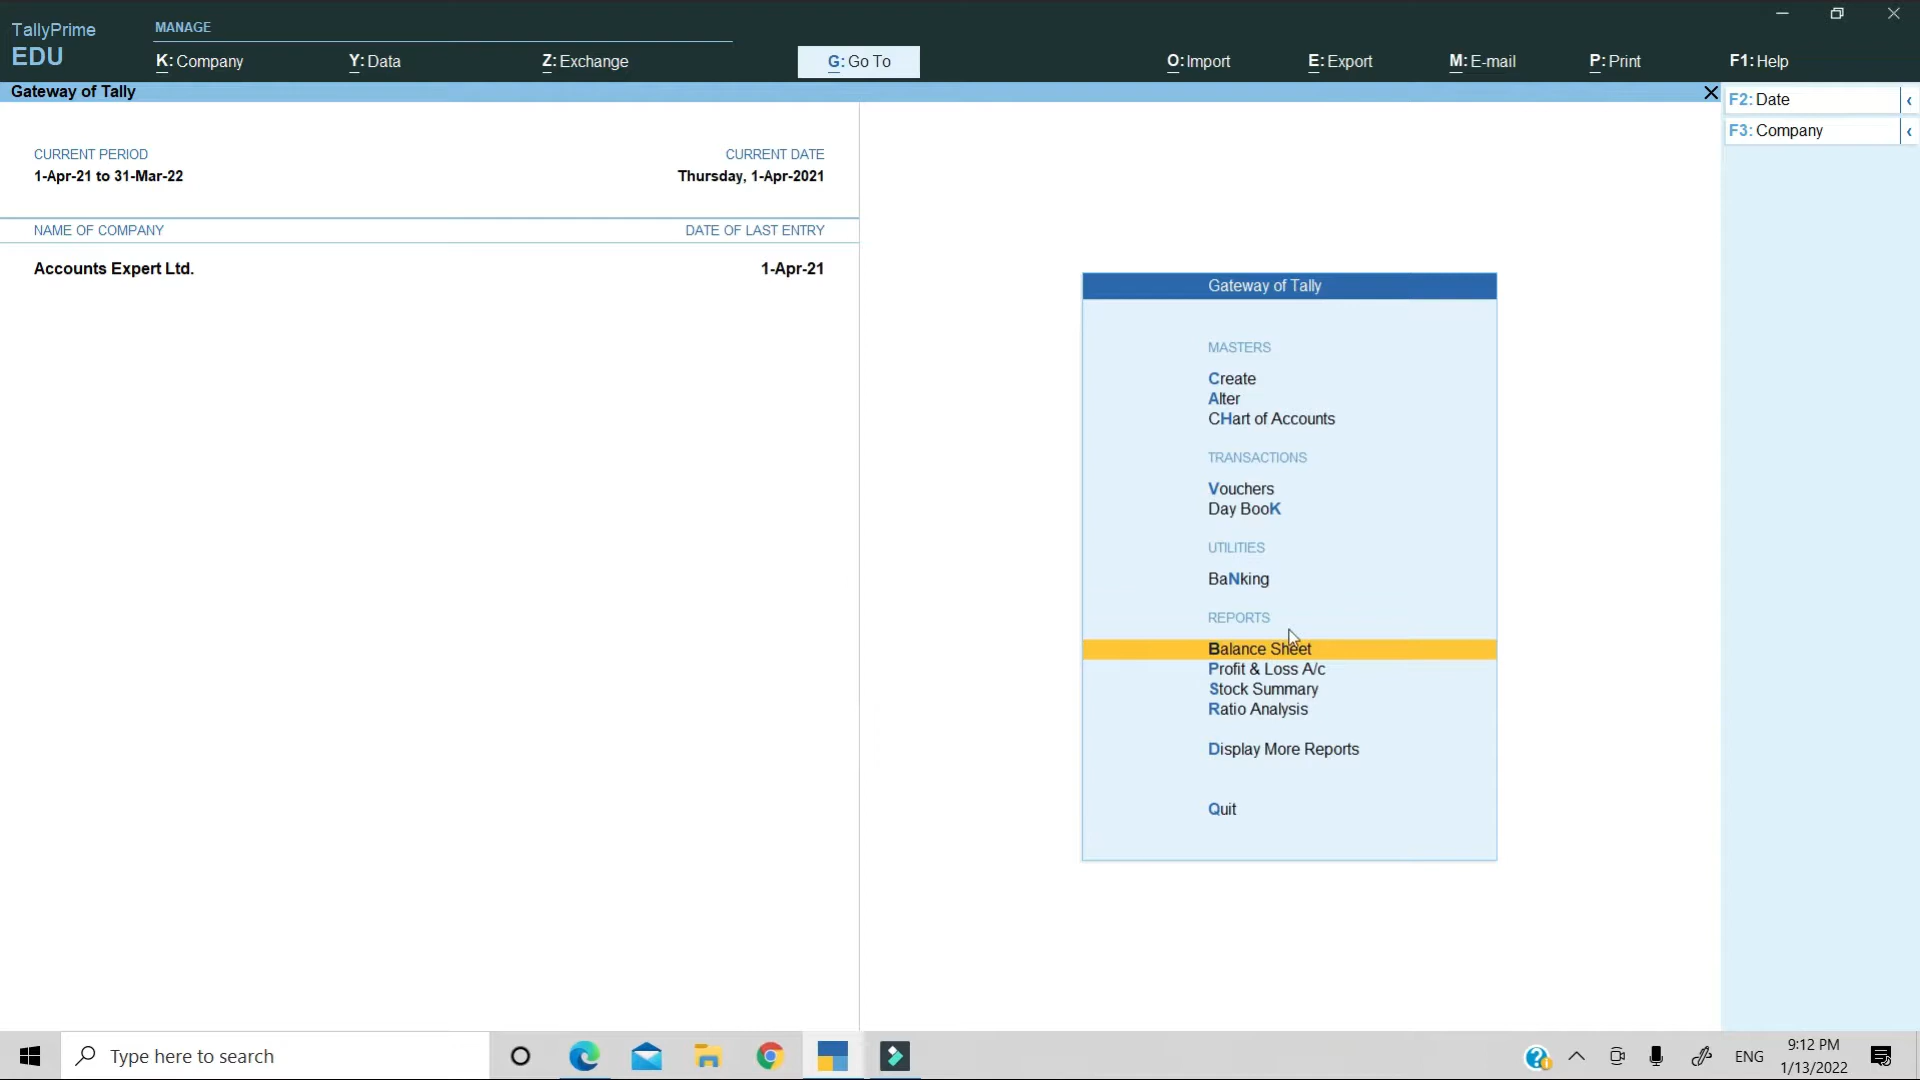 TallyPrime
EDU
MANAGE
K: Company
Y: Data
Z: Exchange
G: Go To
O: Import
E: Export
M: E-mail
P: Print
F1: Help
Gateway of Tally
F2: Date
F3: Company
CURRENT PERIOD
CURRENT DATE
1-Apr-21 to 31-Mar-22
Thursday, 1-Apr-2021
NAME OF COMPANY
DATE OF LAST ENTRY
Accounts Expert Ltd.
1-Apr-21
Gateway of Tally
MASTERS
Create
Alter
CHart of Accounts
TRANSACTIONS
Vouchers
Day BooK
UTILITIES
BaNking
REPORTS
Balance Sheet
Profit & Loss A/c
Stock Summary
Ratio Analysis
Display More Reports
Quit
Type here to search
ENG
9:12 PM
1/13/2022